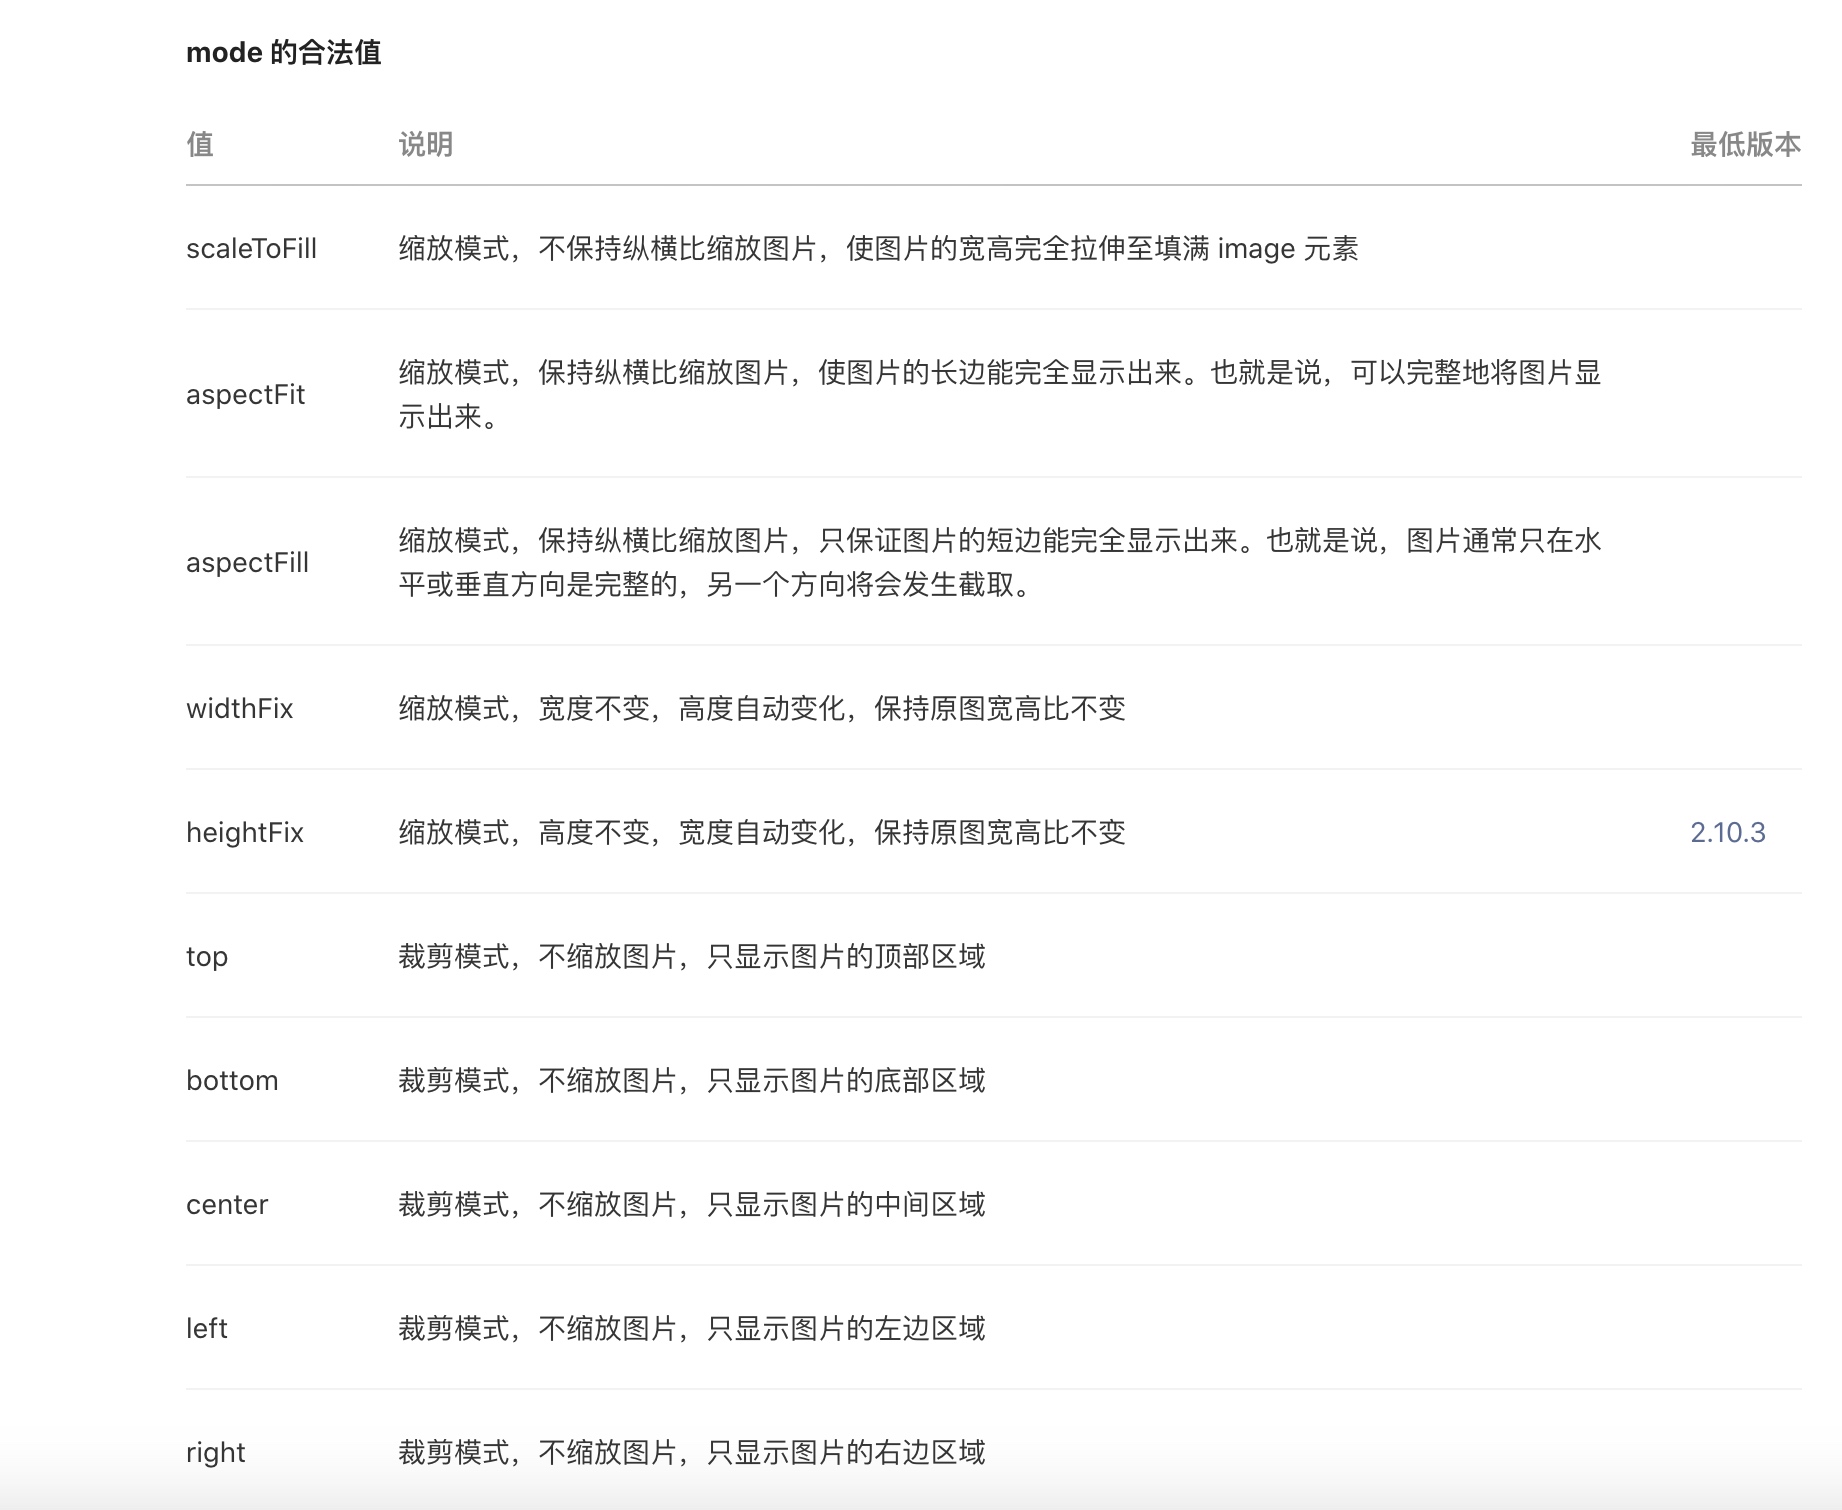 mode 的合法值
值 说明 最低版本
scaleToFill 缩放模式，不保持纵横比缩放图片，使图片的宽高完全拉伸至填满 image 元素
aspectFit 缩放模式，保持纵横比缩放图片，使图片的长边能完全显示出来。也就是说，可以完整地将图片显
示出来。
aspectFill 缩放模式，保持纵横比缩放图片，只保证图片的短边能完全显示出来。也就是说，图片通常只在水
平或垂直方向是完整的，另一个方向将会发生截取。
widthFix 缩放模式，宽度不变，高度自动变化，保持原图宽高比不变
heightFix 缩放模式，高度不变，宽度自动变化，保持原图宽高比不变 2.10.3
top 裁剪模式，不缩放图片，只显示图片的顶部区域
bottom 裁剪模式，不缩放图片，只显示图片的底部区域
center 裁剪模式，不缩放图片，只显示图片的中间区域
left 裁剪模式，不缩放图片，只显示图片的左边区域
right 裁剪模式，不缩放图片，只显示图片的右边区域